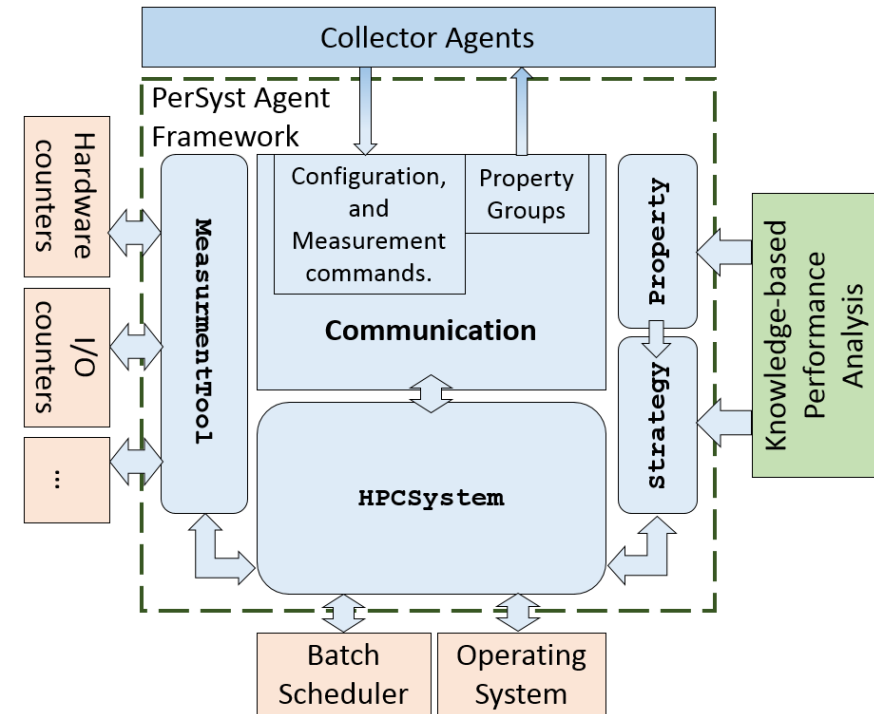 Collector Agents
PerSyst Agent
Framework
Hardware
counters
I/O
counters
...
MeasurmentTool
Configuration,
and
Measurement
commands.
Property
Groups
Communication
HPCSystem
Property
Strategy
Knowledge-based
Performance
Analysis
Batch
Scheduler
Operating
System